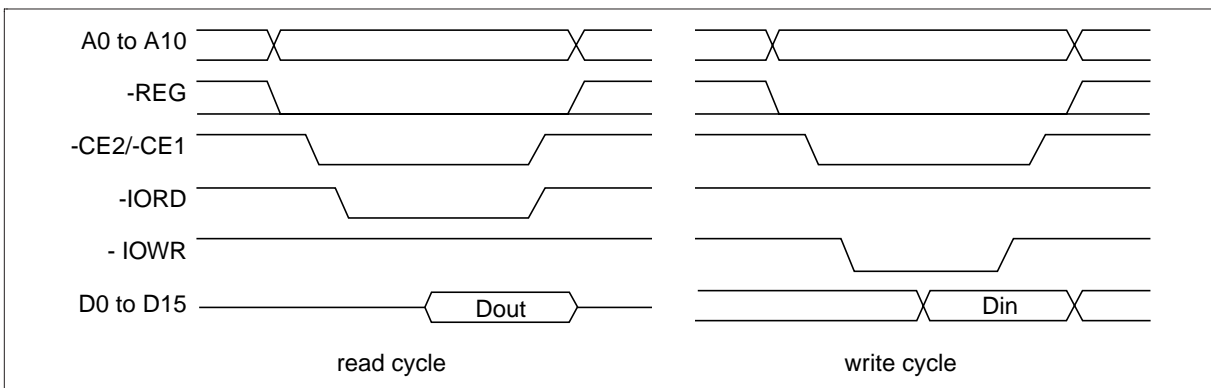 A0 to A10
-REG
-CE2/-CE1
-IORD
- IOWR
D0 to D15
Dout
Din
read cycle
write cycle